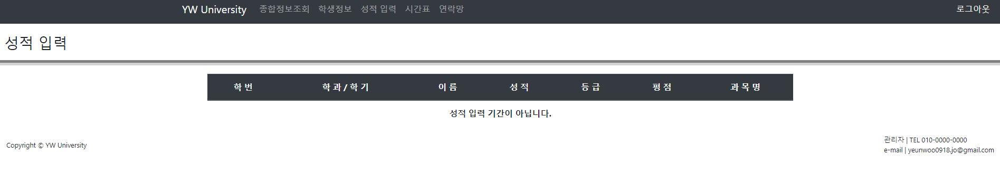 YW University 종합정보조회 학생정보 성적 입력 시간표 연락망 로그아웃
성적 입력
학 번 학 과 / 학 기 이 름 성 적 등 급 평 점 과 목 명
성적 입력 기간이 아닙니다.
관리자 | TEL 010-0000-0000
Copyright © YW University
e-mail | yeunwoo0918.jo@gmail.com